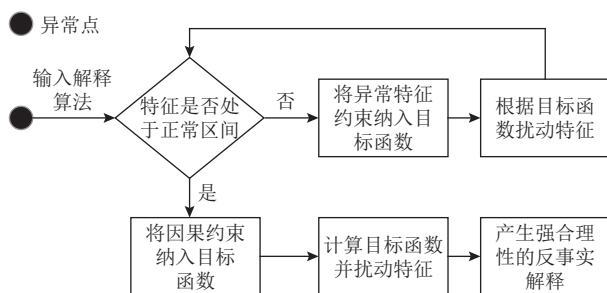 异常点
输入解释
算法
特征是否处
于正常区间
否
将异常特征
约束纳入目
标函数
根据目标函
数扰动特征
是
将因果约束
纳入目标
函数
计算目标函数
并扰动特征
产生强合理
性的反事实
解释